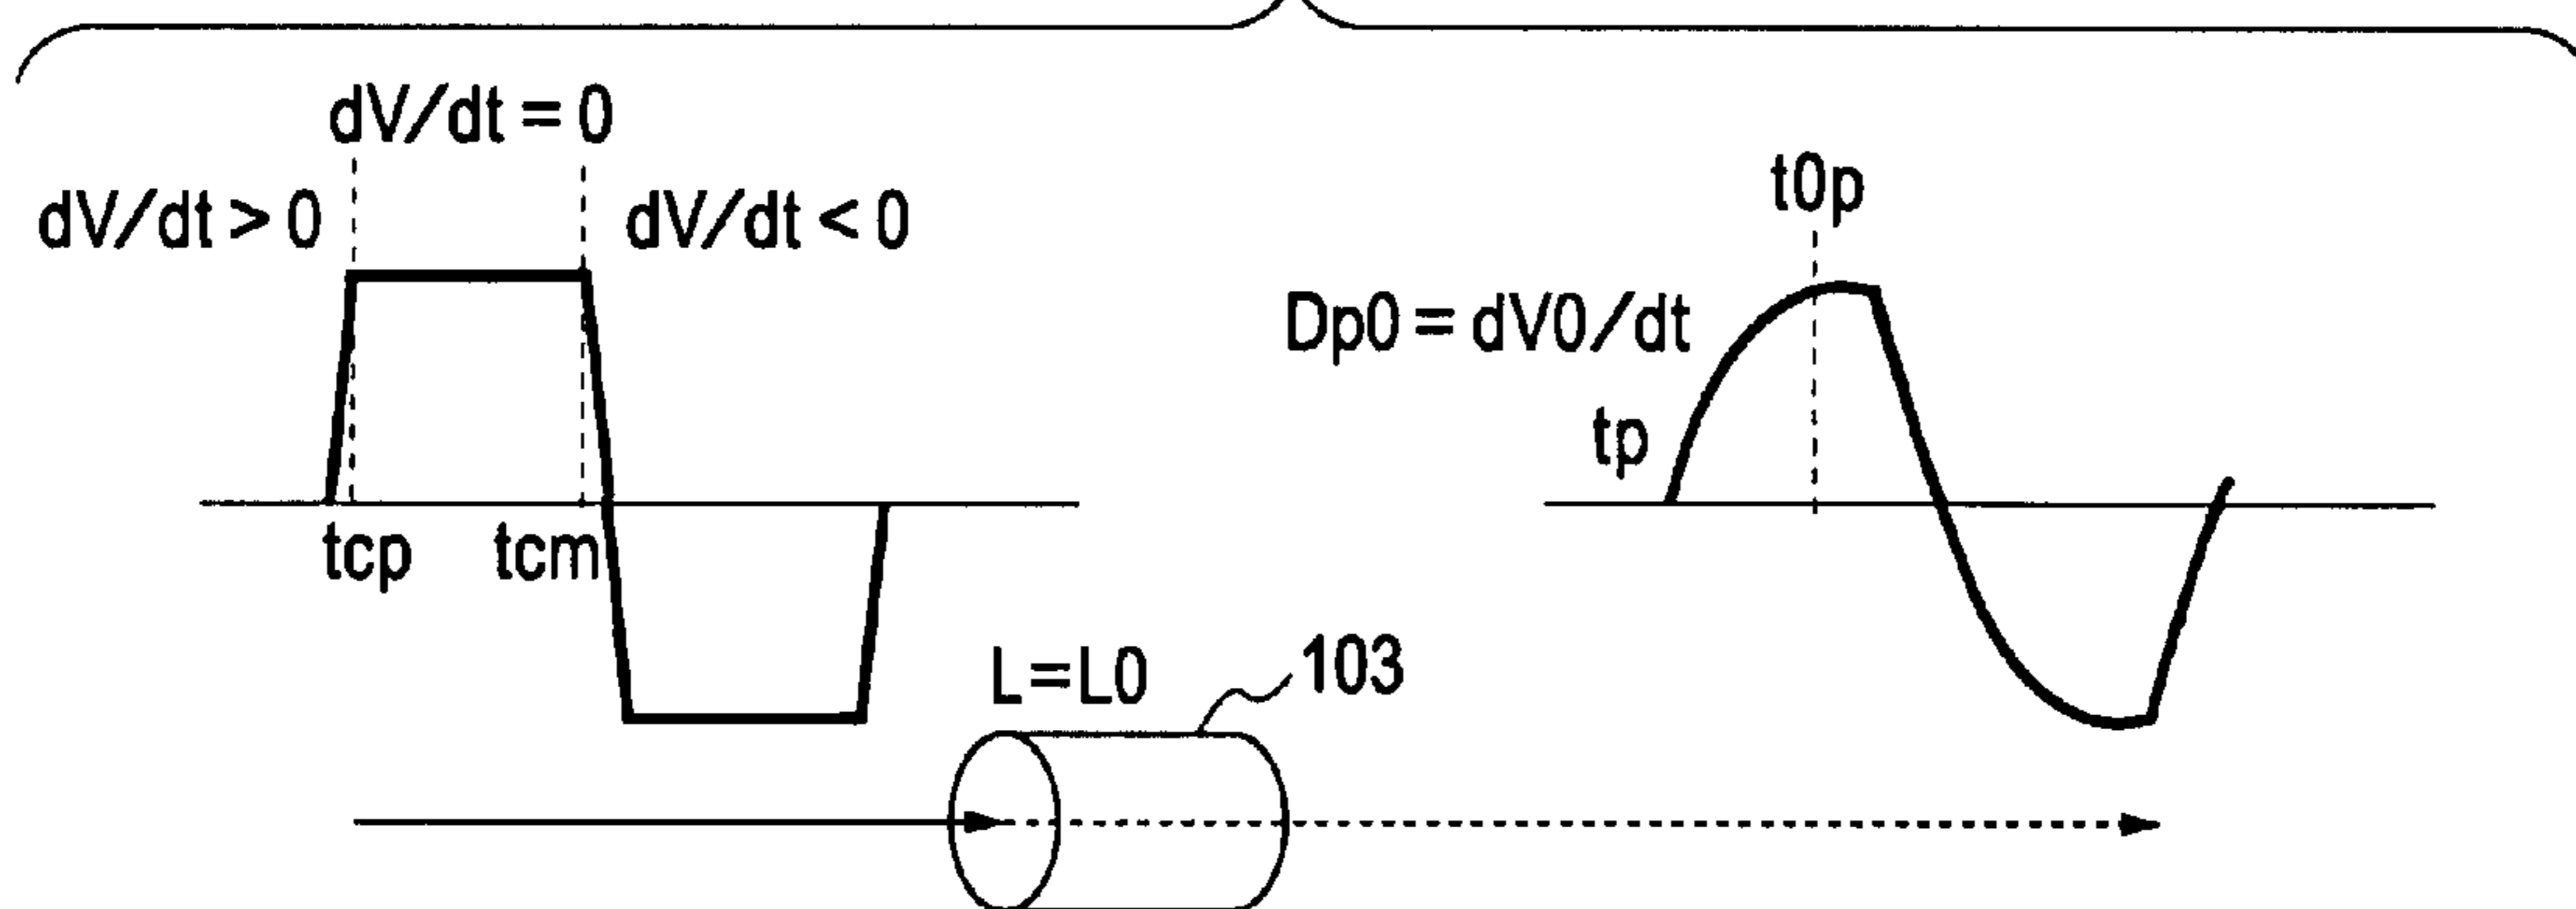 dV/dt = 0
dV/dt > 0
dV/dt < 0
tcp
tcm
t0p
Dp0 = dV0/dt
tp
L=L0
103